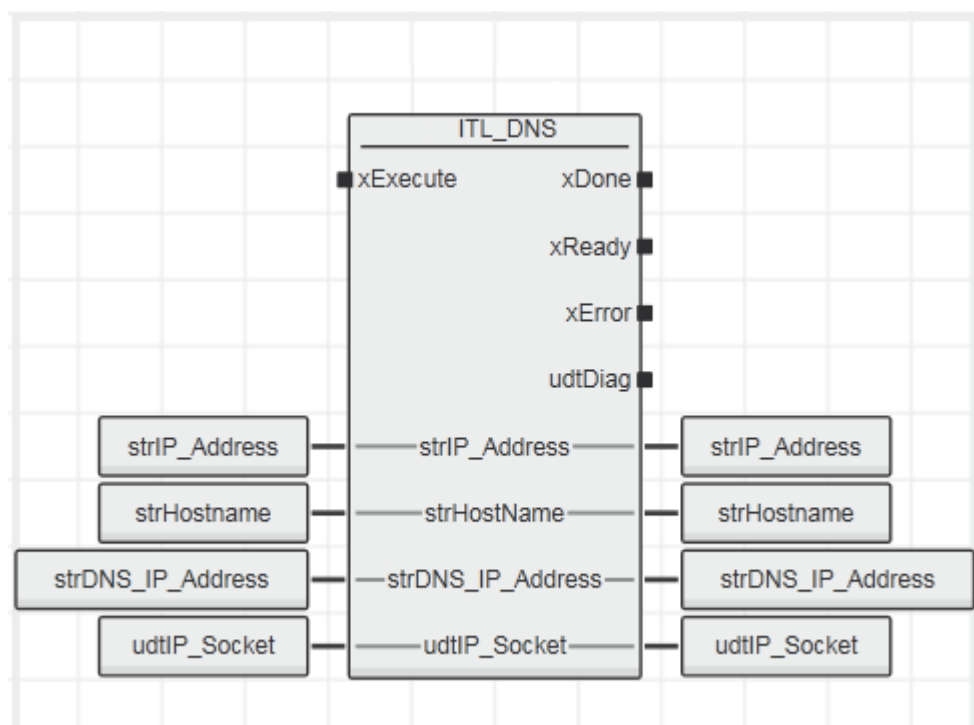 ITL_DNS
xExecute xDone
xReady
xError
udtDiag
strIP_Address strIP_Address strIP_Address
strHostname strHostName strHostname
strDNS_IP_Address strDNS_IP_Address strDNS_IP_Address
udtIP_Socket udtIP_Socket udtIP_Socket